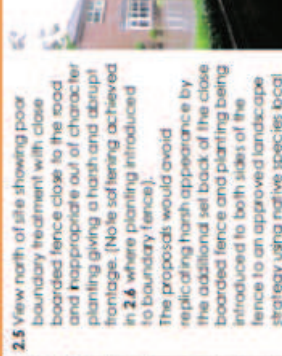 2.5 View north of site showing poor
boundary treatment with close
boarded fence close to the road
and inappropriate out of character
planting giving a harsh and abrupt
frontage. (Note softening achieved
in 2.6 where planting introduced
to boundary fence).
The proposals would avoid
replicating harsh appearance by
the additional set back of the close
boarded fence and planting being
introduced to both sides of the
fence to an approved landscape
strategy using native species local